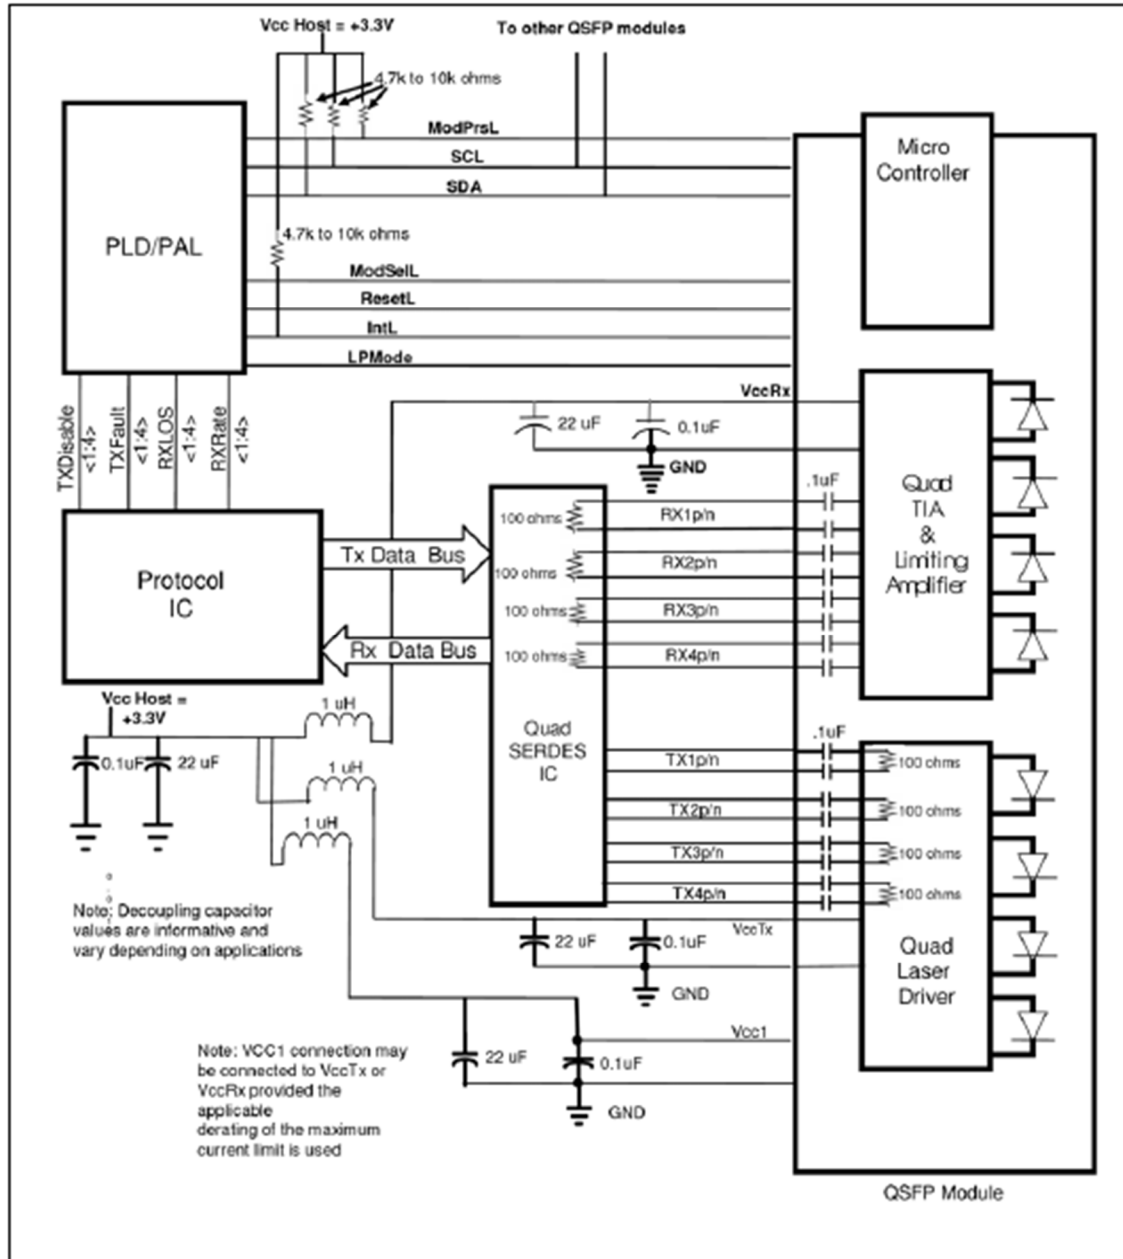 Vcc Host = +3.3V
To other QSFP modules
4.7k to 10k ohms
ModPrsL
SCL
SDA
4.7k to 10k ohms
ModSelL
ResetL
IntL
LPMode
PLD/PAL
Micro
Controller
TXDisable
<1:4>
TXFault
<1:4>
RXLOS
<1:4>
RXRate
<1:4>
VccRx
22 uF
0.1uF
GND
.1uF
Quad
TIA
&
Limiting
Amplifier
100 ohms
RX1p/n
100 ohms
RX2p/n
100 ohms
RX3p/n
100 ohms
RX4p/n
Tx Data Bus
Protocol
IC
Rx Data Bus
Vcc Host =
+3.3V
0.1uF
22 uF
1 uH
1 uH
1 uH
Quad
SERDES
IC
.1uF
TX1p/n
100 ohms
TX2p/n
100 ohms
TX3p/n
100 ohms
TX4p/n
100 ohms
Note: Decoupling capacitor
values are informative and
vary depending on applications
VccTx
22 uF
0.1uF
GND
Quad
Laser
Driver
Vcc1
22 uF
0.1uF
GND
Note: VCC1 connection may
be connected to VccTx or
VccRx provided the
applicable
derating of the maximum
current limit is used
QSFP Module